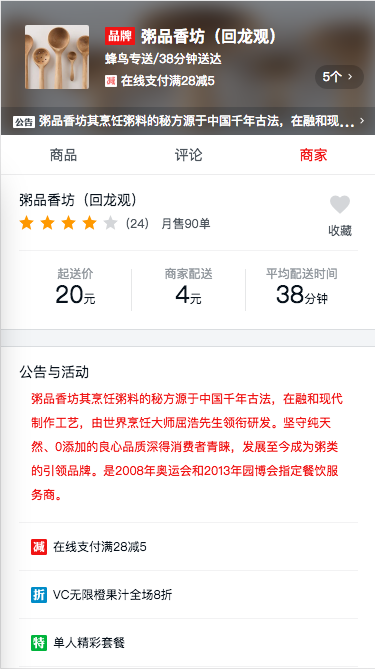 品牌 粥品香坊（回龙观）
蜂鸟专送/38分钟送达
减 在线支付满28减5
5个 >
公告 粥品香坊其烹饪粥料的秘方源于中国千年古法，在融和现... >
商品 评论 商家
粥品香坊（回龙观）
(24) 月售90单
收藏
起送价 商家配送 平均配送时间
20元 4元 38分钟
公告与活动
粥品香坊其烹饪粥料的秘方源于中国千年古法，在融和现代
制作工艺，由世界烹饪大师屈浩先生领衔研发。坚守纯天
然、0添加的良心品质深得消费者青睐，发展至今成为粥类
的引领品牌。是2008年奥运会和2013年园博会指定餐饮服
务商。
减 在线支付满28减5
折 VC无限橙果汁全场8折
特 单人精彩套餐